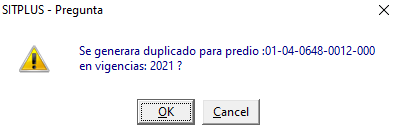 SITPLUS - Pregunta
Se generara duplicado para predio :01-04-0648-0012-000
en vigencias: 2021 ?
OK
Cancel